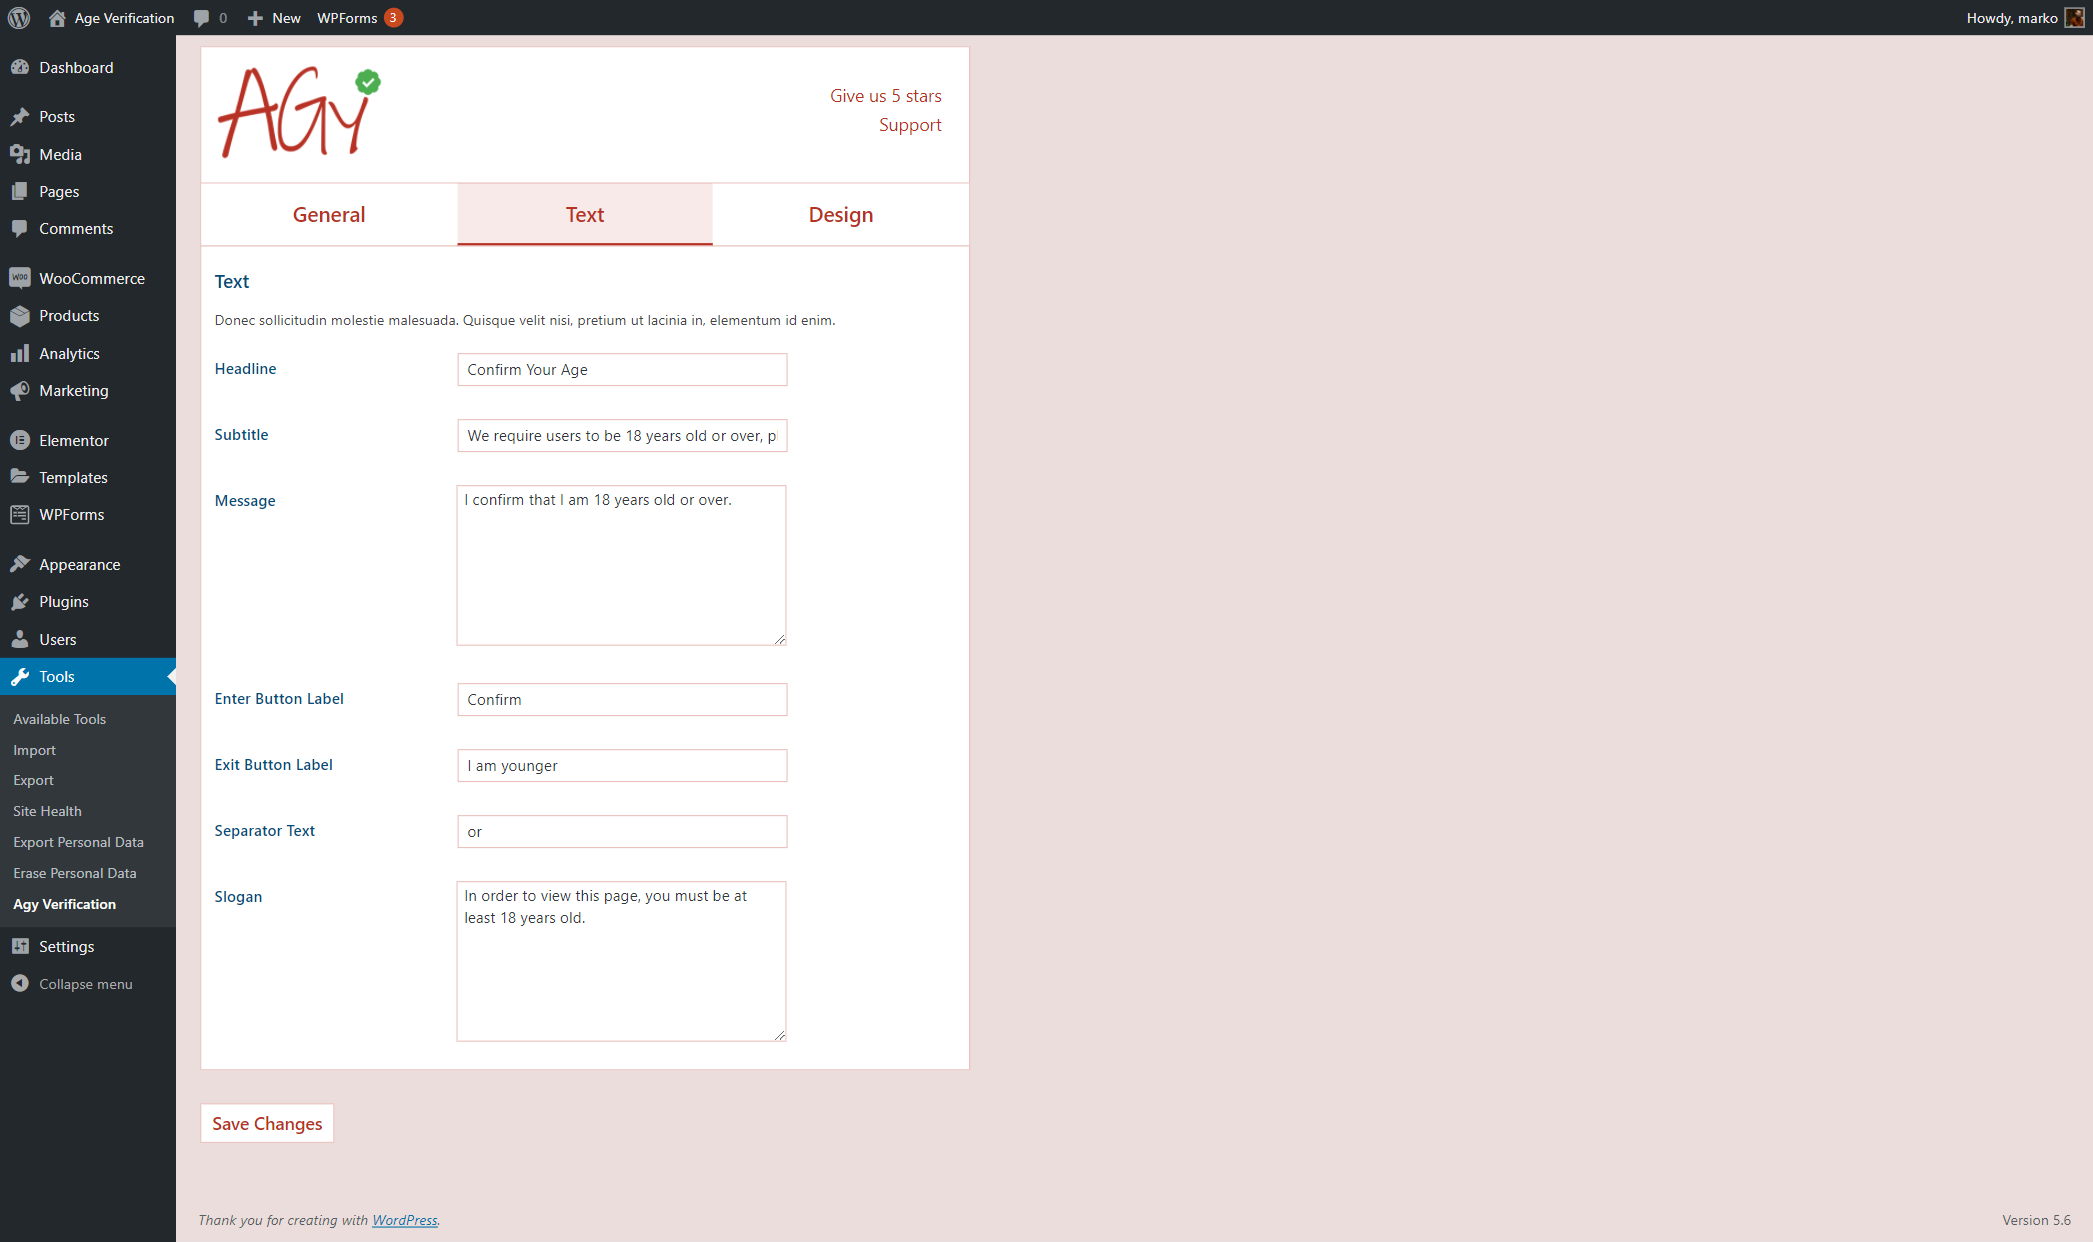 Age Verification
0
New
WPForms 3
Howdy, marko
Dashboard
Posts
Media
Pages
Comments
WooCommerce
Products
Analytics
Marketing
Elementor
Templates
WPForms
Appearance
Plugins
Users
Tools
Available Tools
Import
Export
Site Health
Export Personal Data
Erase Personal Data
Agy Verification
Settings
Collapse menu
AGy
Give us 5 stars
Support
General
Text
Design
Text
Donec sollicitudin molestie malesuada. Quisque velit nisi, pretium ut lacinia in, elementum id enim.
Headline
Confirm Your Age
Subtitle
We require users to be 18 years old or over, p
Message
I confirm that I am 18 years old or over.
Enter Button Label
Confirm
Exit Button Label
I am younger
Separator Text
or
Slogan
In order to view this page, you must be at
least 18 years old.
Save Changes
Thank you for creating with WordPress.
Version 5.6